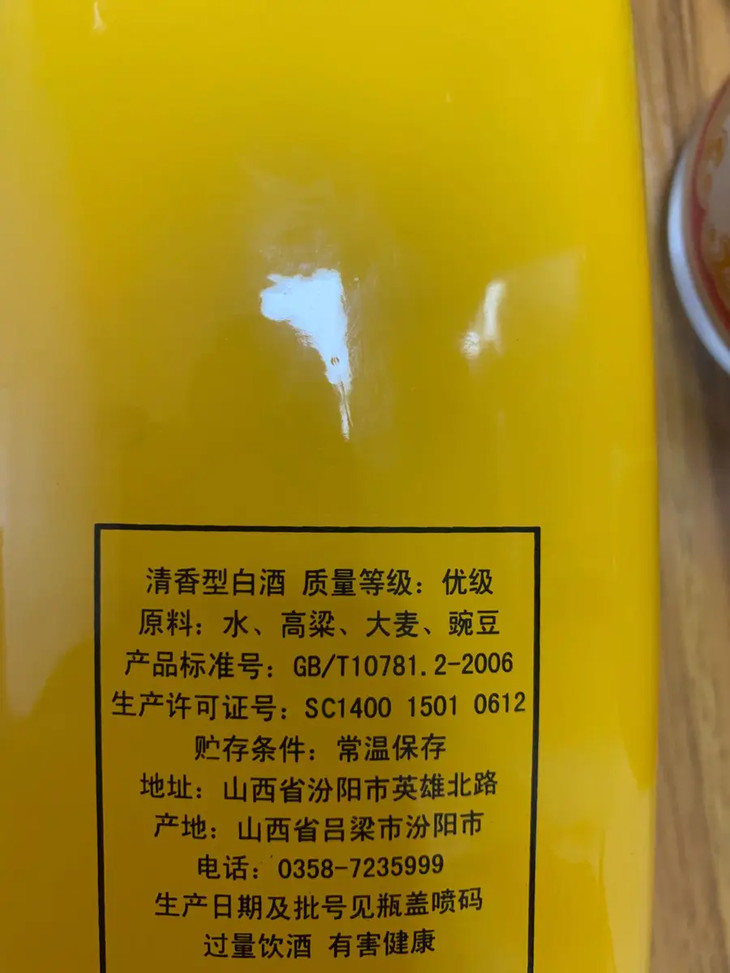 清香型白酒 质量等级：优级
原料：水、高粱、大麦、豌豆
产品标准号：GB/T10781.2-2006
生产许可证号：SC1400 1501 0612
贮存条件：常温保存
地址：山西省汾阳市英雄北路
产地：山西省吕梁市汾阳市
电话：0358-7235999
生产日期及批号见瓶盖喷码
过量饮酒 有害健康